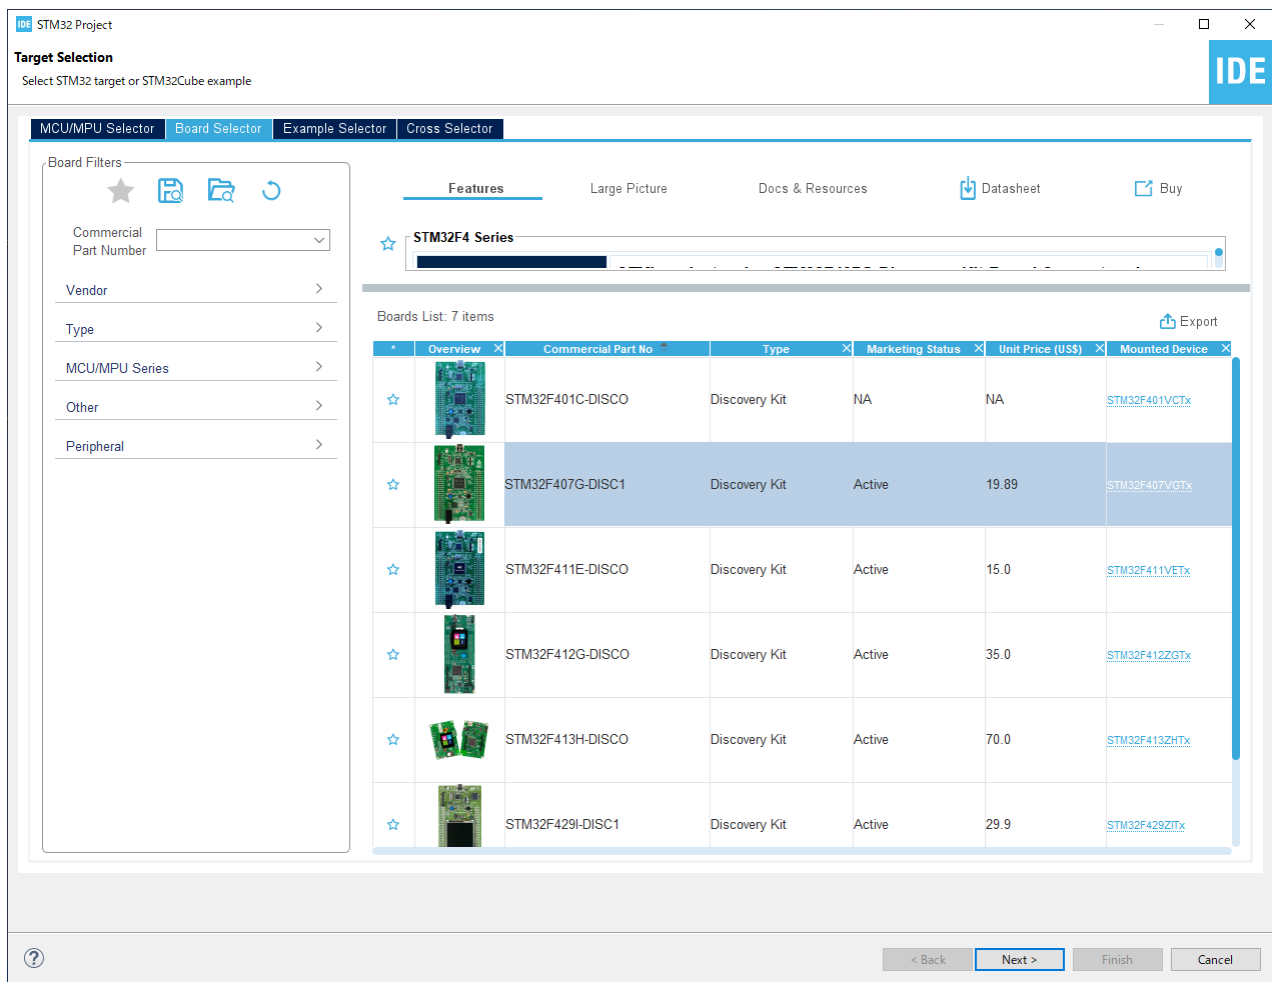 IDE STM32 Project
Target Selection
Select STM32 target or STM32Cube example
IDE
MCU/MPU Selector Board Selector Example Selector Cross Selector
Board Filters
Commercial
Part Number
Vendor
Type
MCU/MPU Series
Other
Peripheral
Features Large Picture Docs & Resources Datasheet Buy
STM32F4 Series
Boards List: 7 items
Export
* Overview Commercial Part No Type Marketing Status Unit Price (US$) Mounted Device
STM32F401C-DISCO Discovery Kit NA NA STM32F401VCTx
STM32F407G-DISC1 Discovery Kit Active 19.89 STM32F407VGTx
STM32F411E-DISCO Discovery Kit Active 15.0 STM32F411VETx
STM32F412G-DISCO Discovery Kit Active 35.0 STM32F412ZGTx
STM32F413H-DISCO Discovery Kit Active 70.0 STM32F413ZHTx
STM32F429I-DISC1 Discovery Kit Active 29.9 STM32F429ZITx
? < Back Next > Finish Cancel